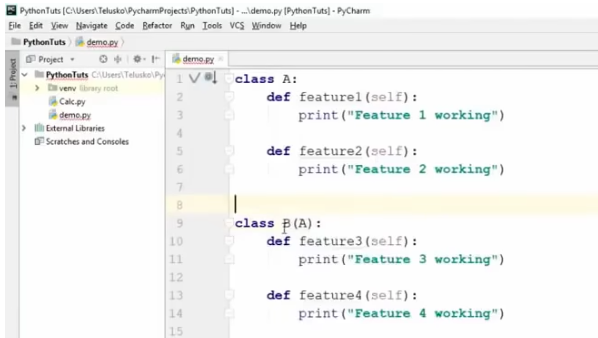 PythonTuts [C:\Users\Telusko\PycharmProjects\PythonTuts] - ...\demo.py [PythonTuts] - PyCharm
File Edit View Navigate Code Refactor Run Tools VCS Window Help
PythonTuts demo.py
1: Project
Project
demo.py
PythonTuts C:\Users\Telusko\Py
venv library root
Calc.py
demo.py
External Libraries
Scratches and Consoles
1 class A:
2 def feature1(self):
3 print("Feature 1 working")
4
5 def feature2(self):
6 print("Feature 2 working")
7
8
9 class B(A):
10 def feature3(self):
11 print("Feature 3 working")
12
13 def feature4(self):
14 print("Feature 4 working")
15